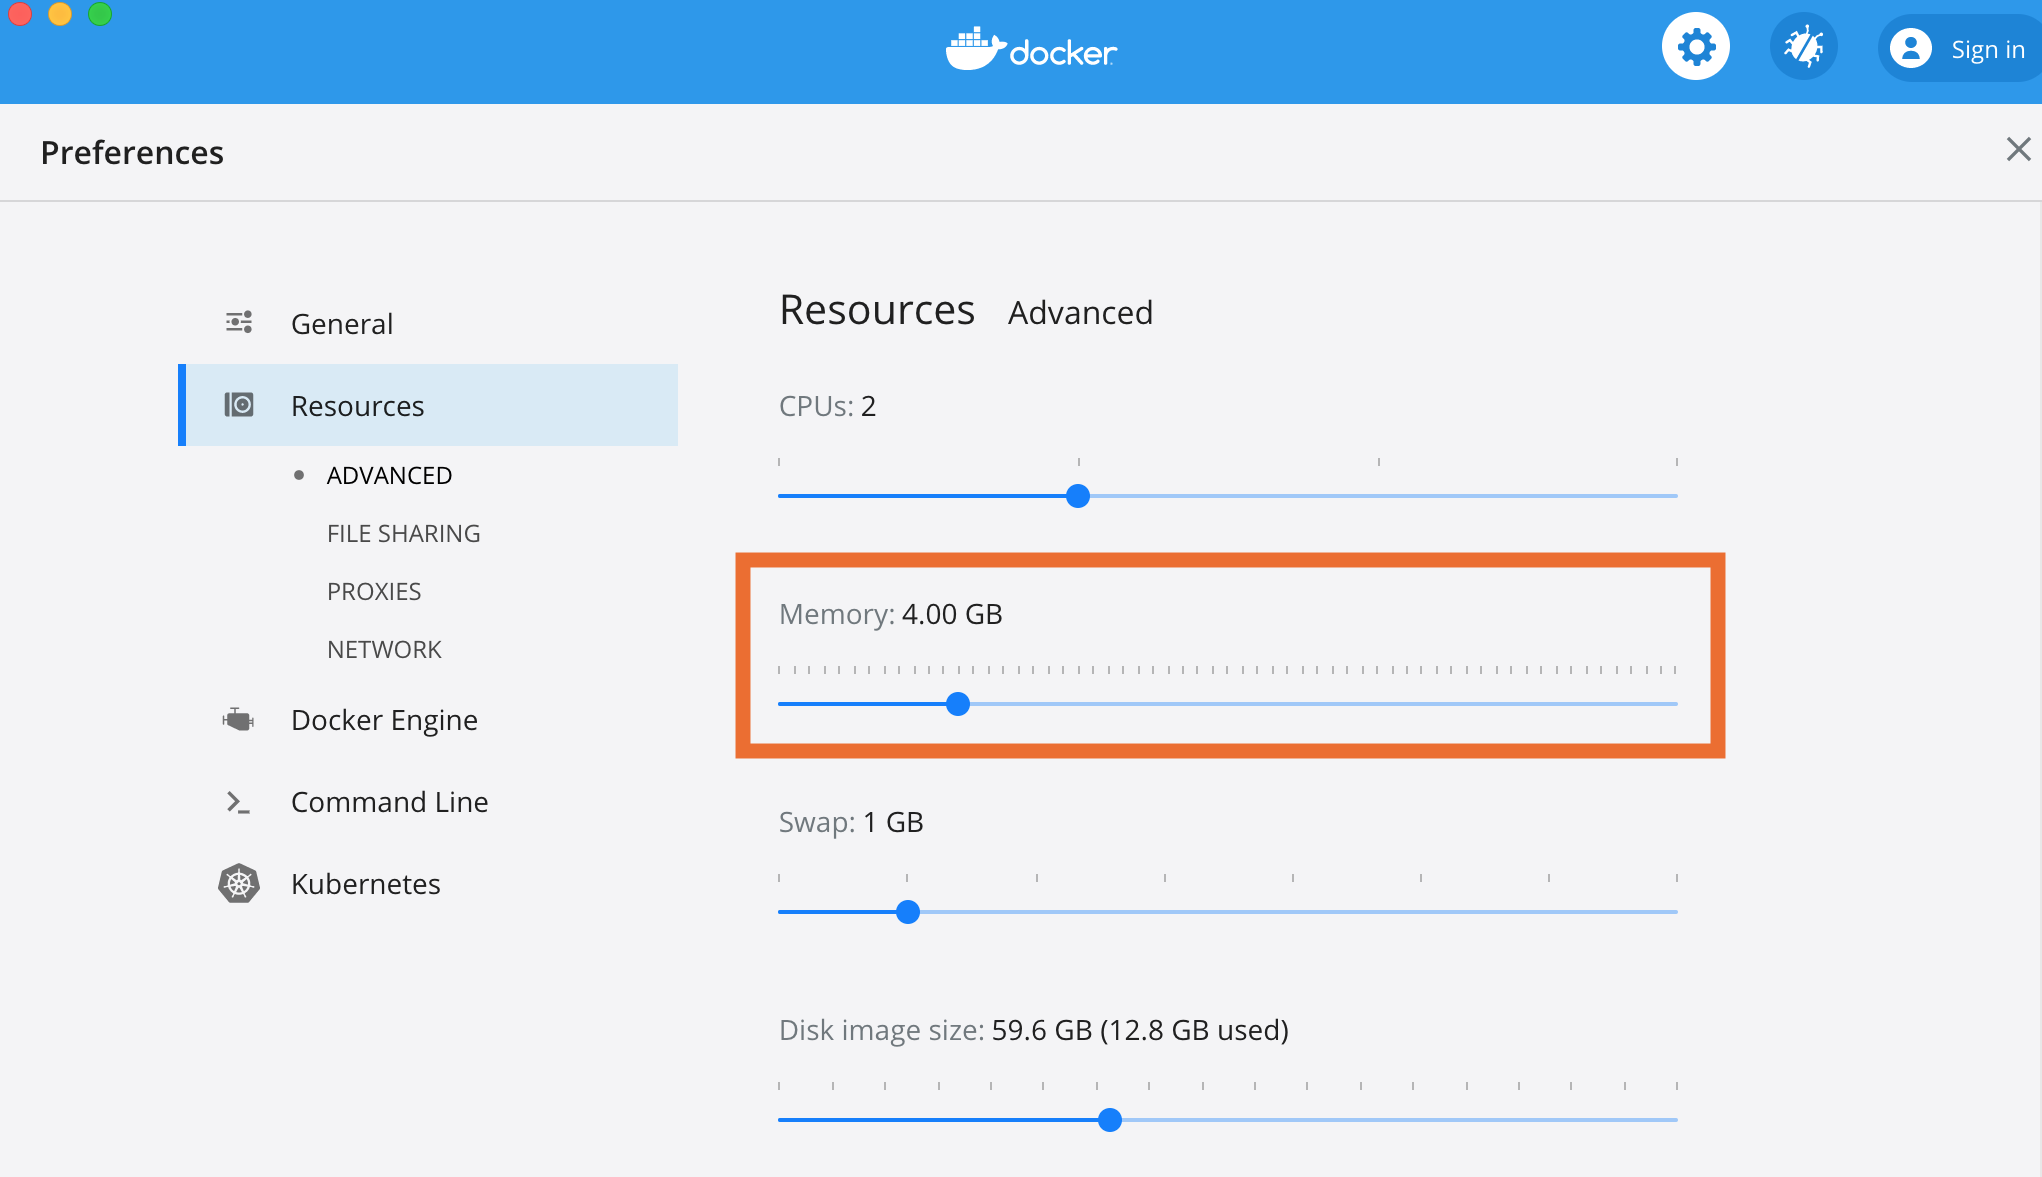 docker
Sign in
Preferences
General
Resources
ADVANCED
FILE SHARING
PROXIES
NETWORK
Docker Engine
Command Line
Kubernetes
Resources Advanced
CPUs: 2
Memory: 4.00 GB
Swap: 1 GB
Disk image size: 59.6 GB (12.8 GB used)